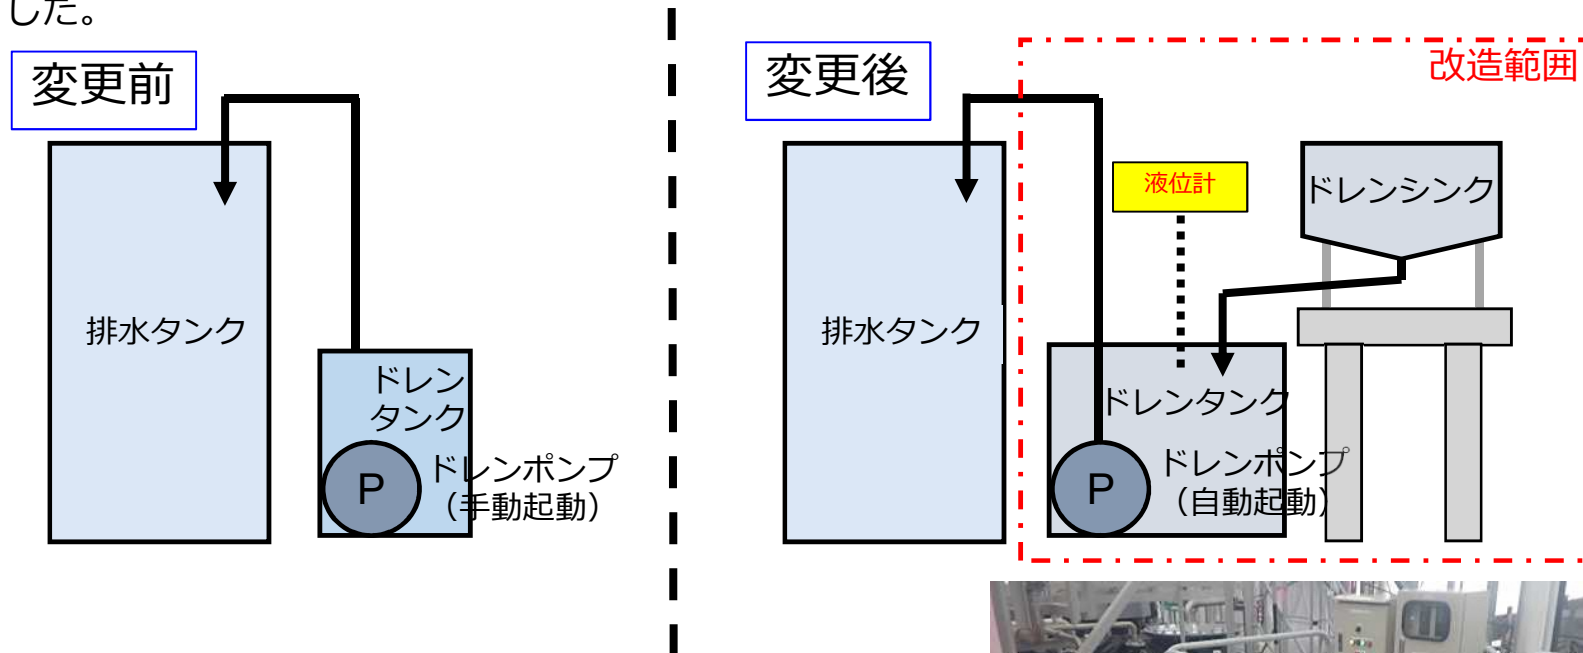 した。
変更前
排水タンク
ドレン
タンク
P
ドレンポンプ
（手動起動）
変更後
改造範囲
液位計
ドレンシンク
排水タンク
ドレンタンク
P
ドレンポンプ
（自動起動）